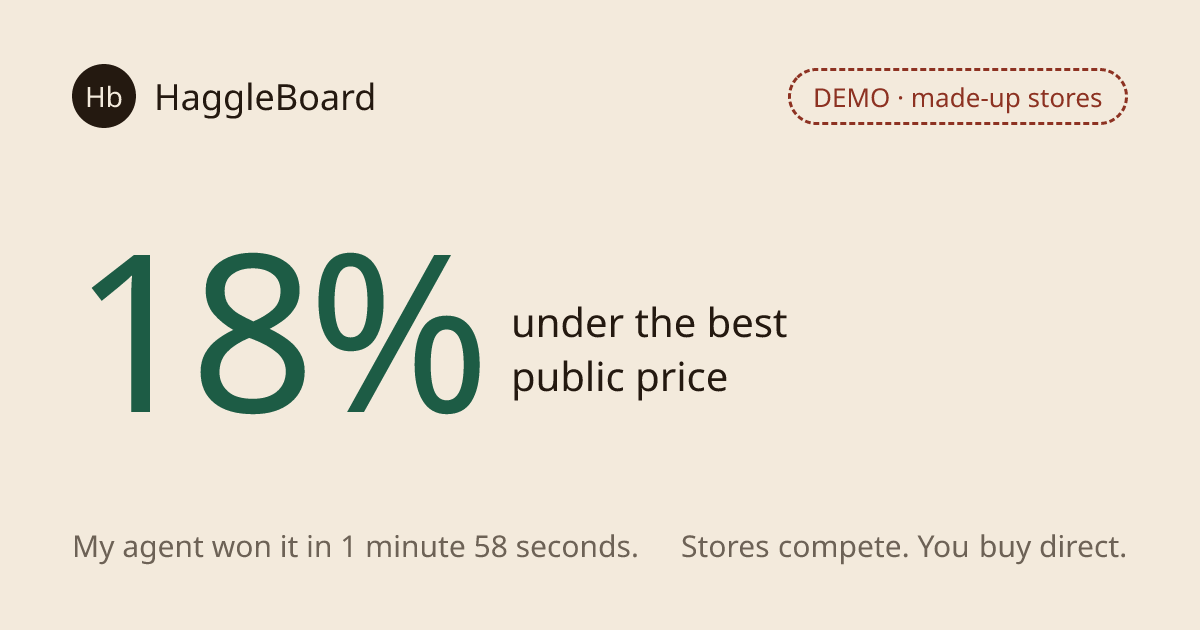 Hb
HaggleBoard
DEMO · made-up stores
18%
under the best
public price
My agent won it in 1 minute 58 seconds.
Stores compete. You buy direct.